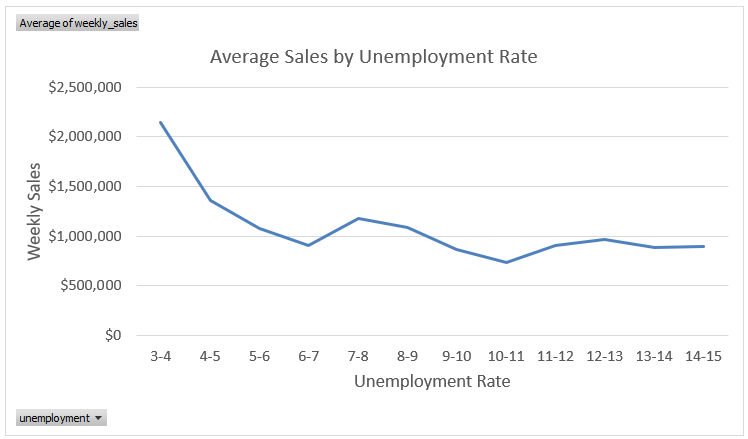 Average of weekly_sales
Average Sales by Unemployment Rate
$2,500,000
$2,000,000
$1,500,000
$1,000,000
$500,000
$0
Weekly Sales
3-4 4-5 5-6 6-7 7-8 8-9 9-10 10-11 11-12 12-13 13-14 14-15
Unemployment Rate
unemployment